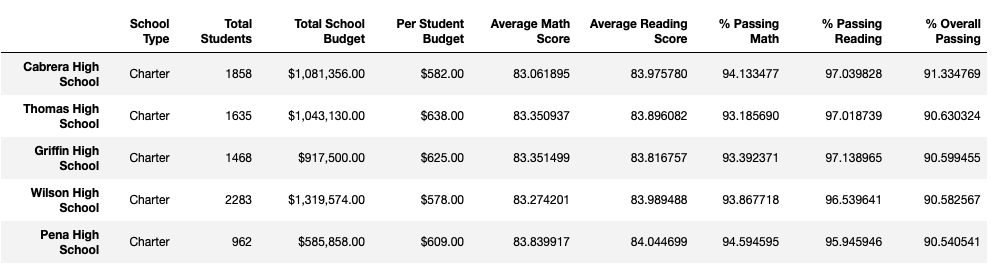 School Type Total Students Total School Budget Per Student Budget Average Math Score Average Reading Score % Passing Math % Passing Reading % Overall Passing
Cabrera High School Charter 1858 $1,081,356.00 $582.00 83.061895 83.975780 94.133477 97.039828 91.334769
Thomas High School Charter 1635 $1,043,130.00 $638.00 83.350937 83.896082 93.185690 97.018739 90.630324
Griffin High School Charter 1468 $917,500.00 $625.00 83.351499 83.816757 93.392371 97.138965 90.599455
Wilson High School Charter 2283 $1,319,574.00 $578.00 83.274201 83.989488 93.867718 96.539641 90.582567
Pena High School Charter 962 $585,858.00 $609.00 83.839917 84.044699 94.594595 95.945946 90.540541